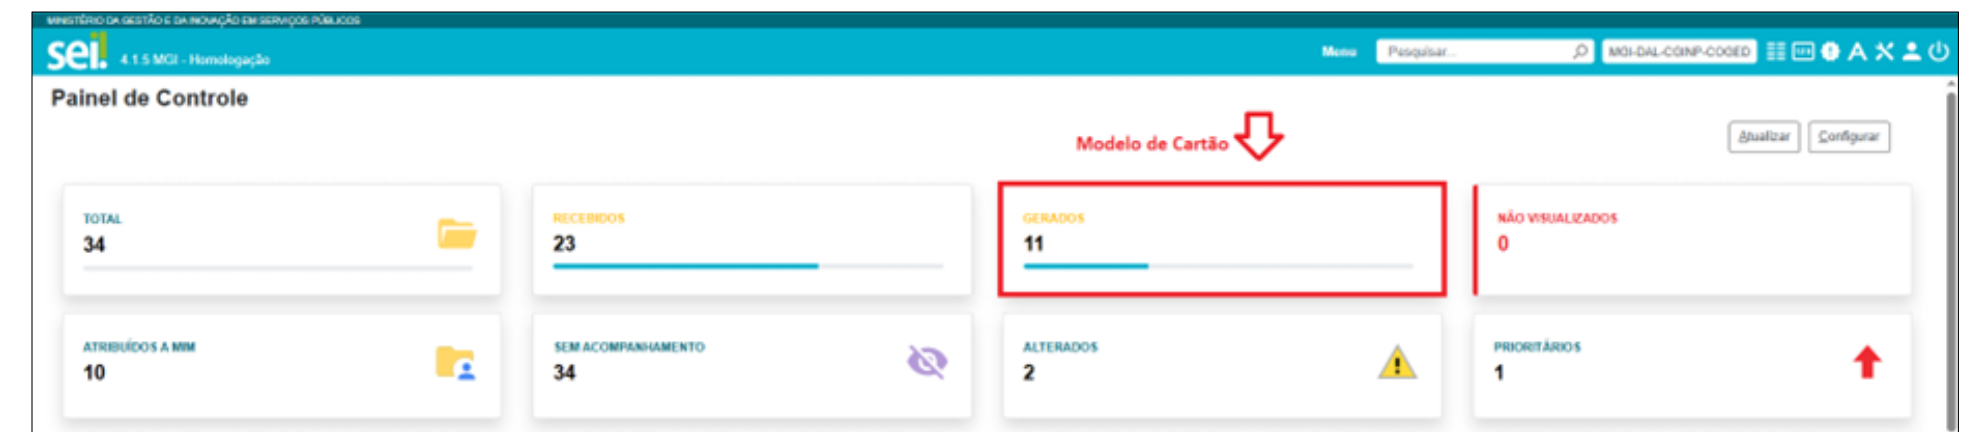 MINISTÉRIO DA GESTÃO E DA INOVAÇÃO EM SERVIÇOS PÚBLICOS
sei! 4.1.5 MGI - Homologação
Menu Pesquisar... MGI-DAL-COINP-COGED
Painel de Controle
Modelo de Cartão
Atualizar Configurar
TOTAL
34
RECEBIDOS
23
GERADOS
11
NÃO VISUALIZADOS
0
ATRIBUÍDOS A MIM
10
SEM ACOMPANHAMENTO
34
ALTERADOS
2
PRIORITÁRIOS
1